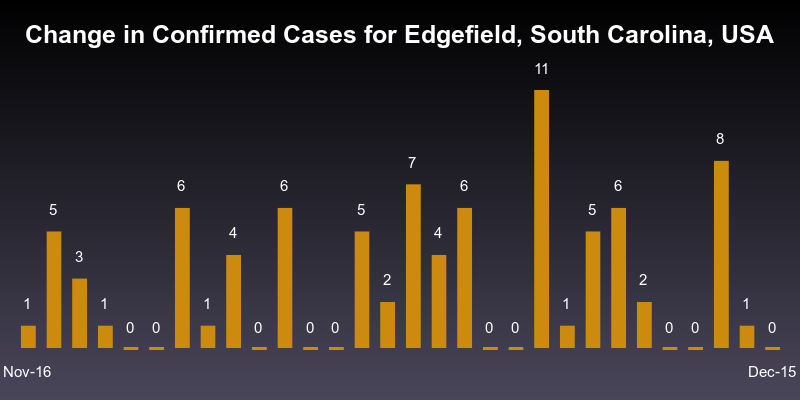 Change in Confirmed Cases for Edgefield, South Carolina, USA
11
8
7
6 6 6 6
5 5 5
4 4
3
2 2
1 1 1 1 1
0 0 0 0 0 0 0 0 0 0 0
Nov-16 Dec-15